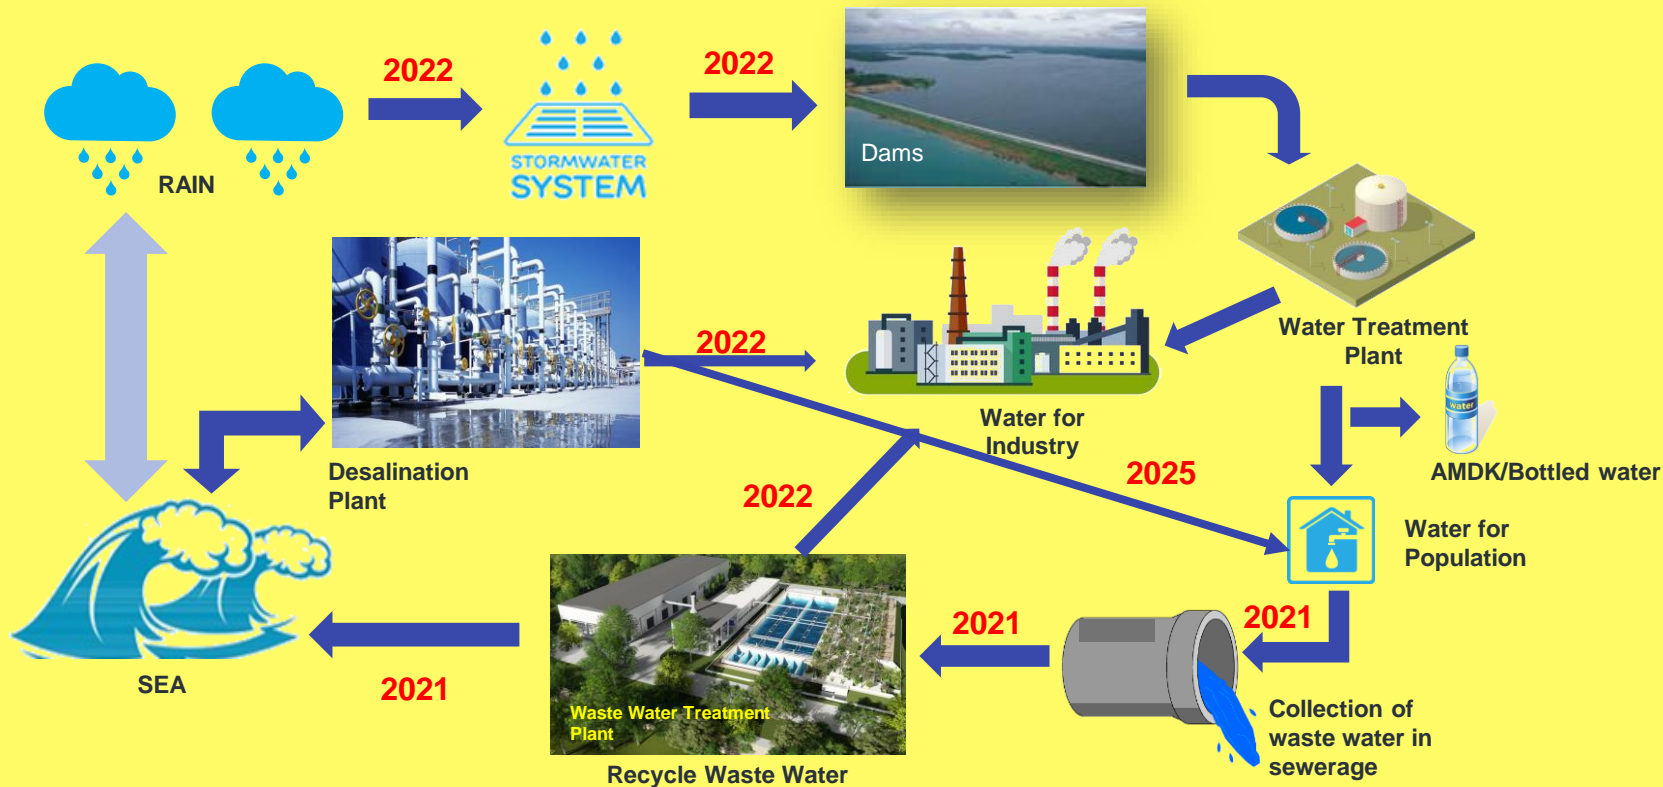 2022
2022
RAIN
STORMWATER
SYSTEM
Dams
Water Treatment
Plant
2022
Water for
Industry
water
AMDK/Bottled water
Desalination
Plant
2025
2022
Water for
Population
2021
2021
2021
SEA
Waste Water Treatment
Plant
Recycle Waste Water
Collection of
waste water in
sewerage